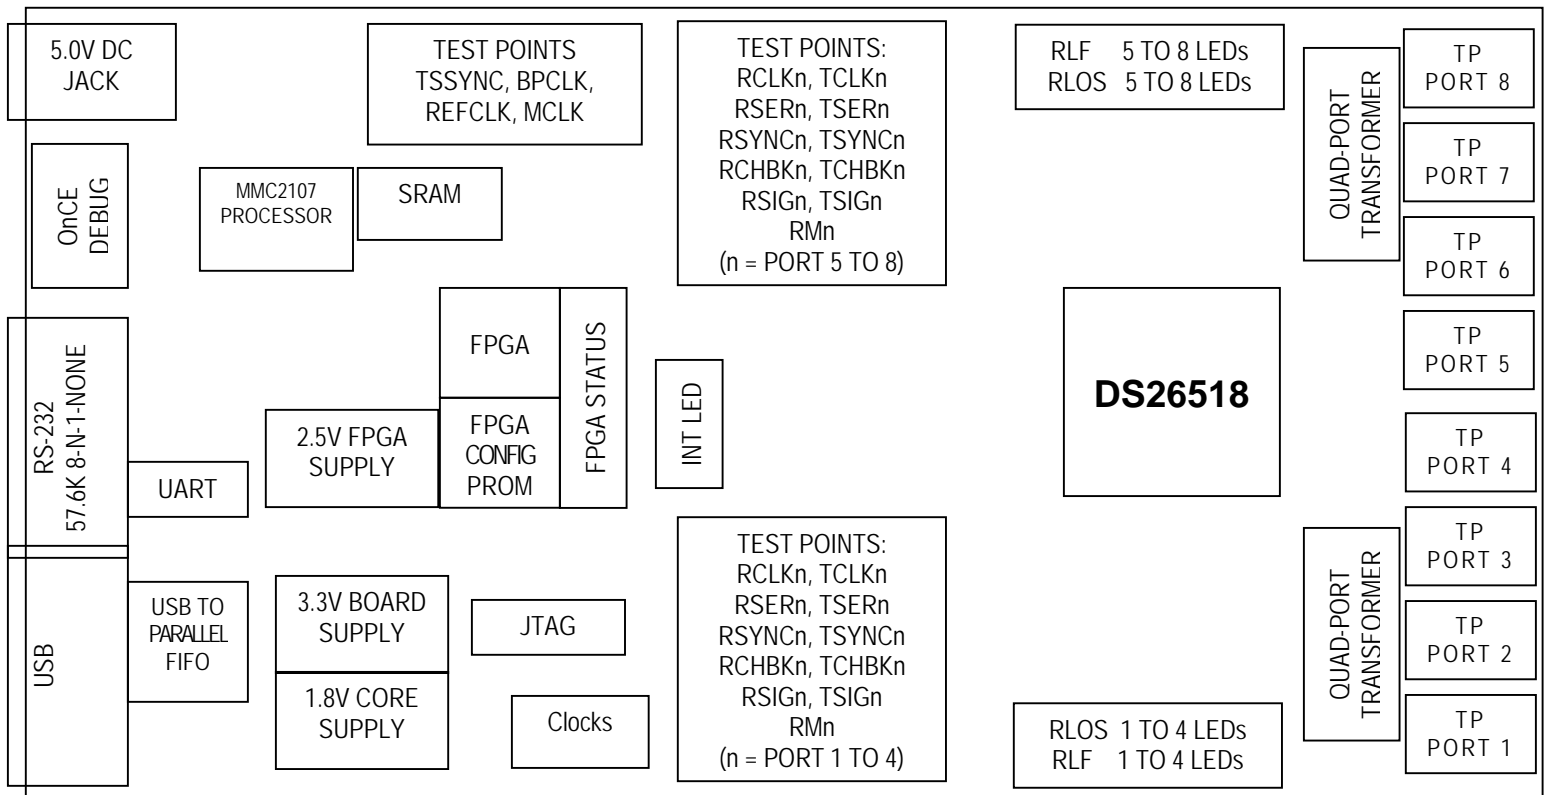 5.0V DC
JACK
TEST POINTS
TSSYNC, BPCLK,
REFCLK, MCLK
TEST POINTS:
RCLKn, TCLKn
RSERn, TSERn
RSYNCn, TSYNCn
RCHBKn, TCHBKn
RSIGn, TSIGn
RMn
(n = PORT 5 TO 8)
RLF 5 TO 8 LEDs
RLOS 5 TO 8 LEDs
QUAD-PORT
TRANSFORMER
TP
PORT 8
TP
PORT 7
TP
PORT 6
TP
PORT 5
OnCE
DEBUG
MMC2107
PROCESSOR
SRAM
FPGA
FPGA STATUS
FPGA
CONFIG
PROM
2.5V FPGA
SUPPLY
INT LED
DS26518
RS-232
57.6K 8-N-1-NONE
UART
TP
PORT 4
TP
PORT 3
TP
PORT 2
TP
PORT 1
QUAD-PORT
TRANSFORMER
USB
USB TO
PARALLEL
FIFO
3.3V BOARD
SUPPLY
1.8V CORE
SUPPLY
JTAG
Clocks
TEST POINTS:
RCLKn, TCLKn
RSERn, TSERn
RSYNCn, TSYNCn
RCHBKn, TCHBKn
RSIGn, TSIGn
RMn
(n = PORT 1 TO 4)
RLOS 1 TO 4 LEDs
RLF 1 TO 4 LEDs